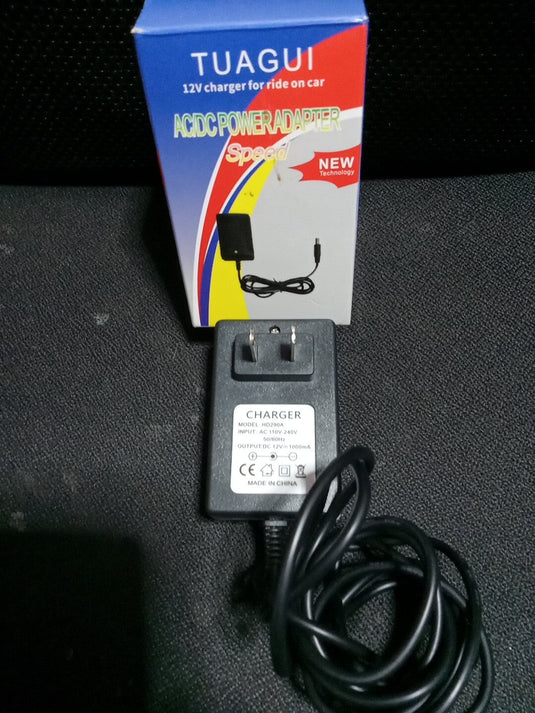 TUAGUI
12V charger for ride on car
AC/DC POWER ADAPTER
Speed
NEW
Technology
CHARGER
MODEL: HD280A
INPUT: AC 110V-240V
50/60Hz
OUTPUT:DC 12V⎓1000mA
CE
MADE IN CHINA